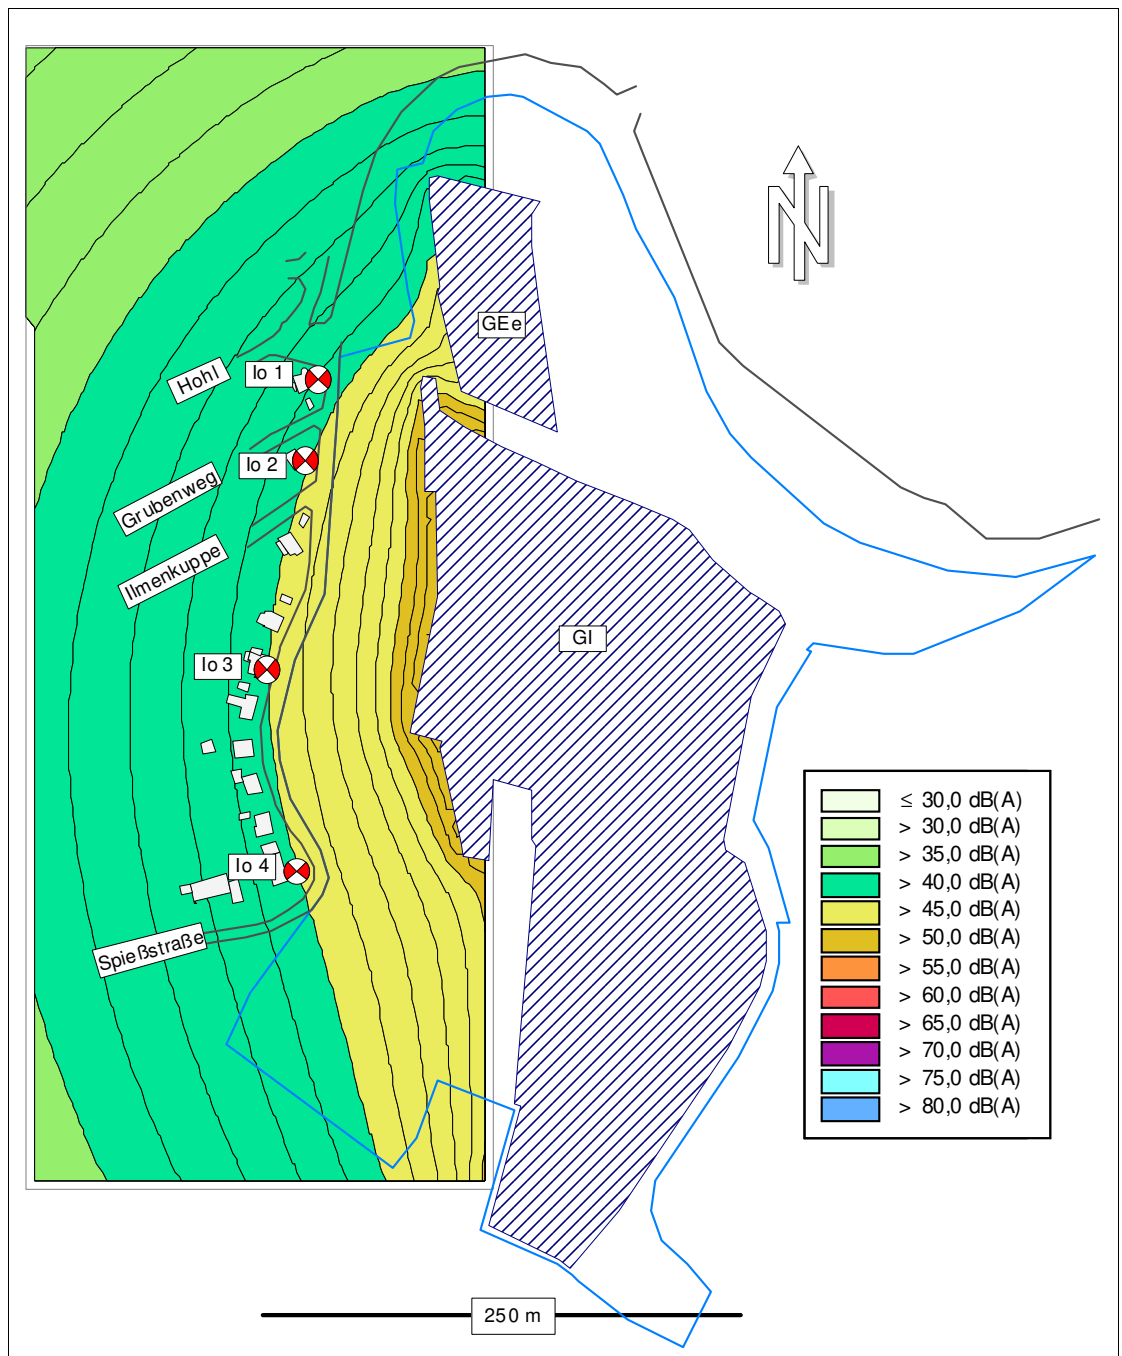 N
GEe
Hohl
Io 1
Io 2
Grubenweg
Ilmenkuppe
GI
Io 3
Io 4
Spießstraße
≤ 30,0 dB(A)
> 30,0 dB(A)
> 35,0 dB(A)
> 40,0 dB(A)
> 45,0 dB(A)
> 50,0 dB(A)
> 55,0 dB(A)
> 60,0 dB(A)
> 65,0 dB(A)
> 70,0 dB(A)
> 75,0 dB(A)
> 80,0 dB(A)
250 m